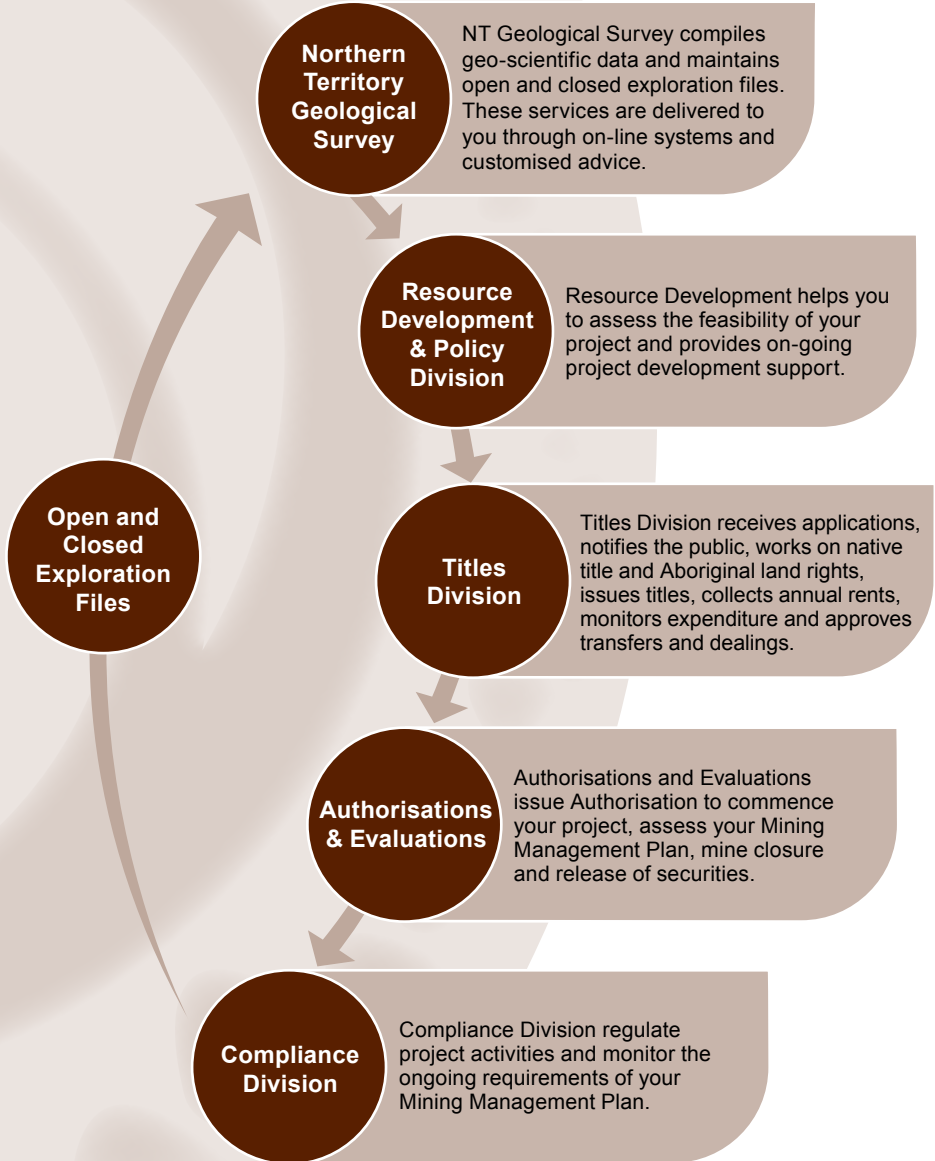 Northern
Territory
Geological
Survey
NT Geological Survey compiles
geo-scientific data and maintains
open and closed exploration files.
These services are delivered to
you through on-line systems and
customised advice.
Resource
Development
& Policy
Division
Resource Development helps you
to assess the feasibility of your
project and provides on-going
project development support.
Open and
Closed
Exploration
Files
Titles
Division
Titles Division receives applications,
notifies the public, works on native
title and Aboriginal land rights,
issues titles, collects annual rents,
monitors expenditure and approves
transfers and dealings.
Authorisations
& Evaluations
Authorisations and Evaluations
issue Authorisation to commence
your project, assess your Mining
Management Plan, mine closure
and release of securities.
Compliance
Division
Compliance Division regulate
project activities and monitor the
ongoing requirements of your
Mining Management Plan.